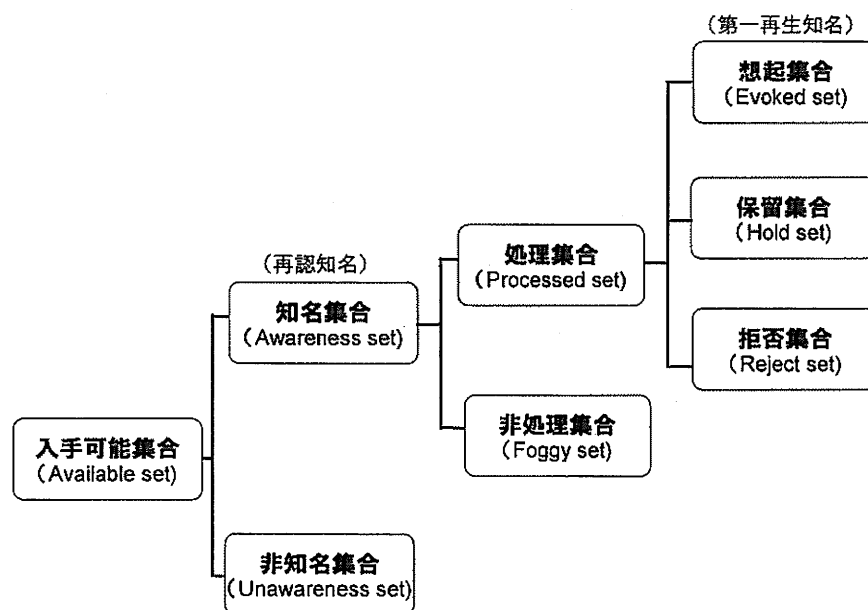 （第一再生知名）
想起集合
（Evoked set）
保留集合
（Hold set）
拒否集合
（Reject set）
処理集合
（Processed set）
非処理集合
（Foggy set）
（再認知名）
知名集合
（Awareness set）
非知名集合
（Unawareness set）
入手可能集合
（Available set）